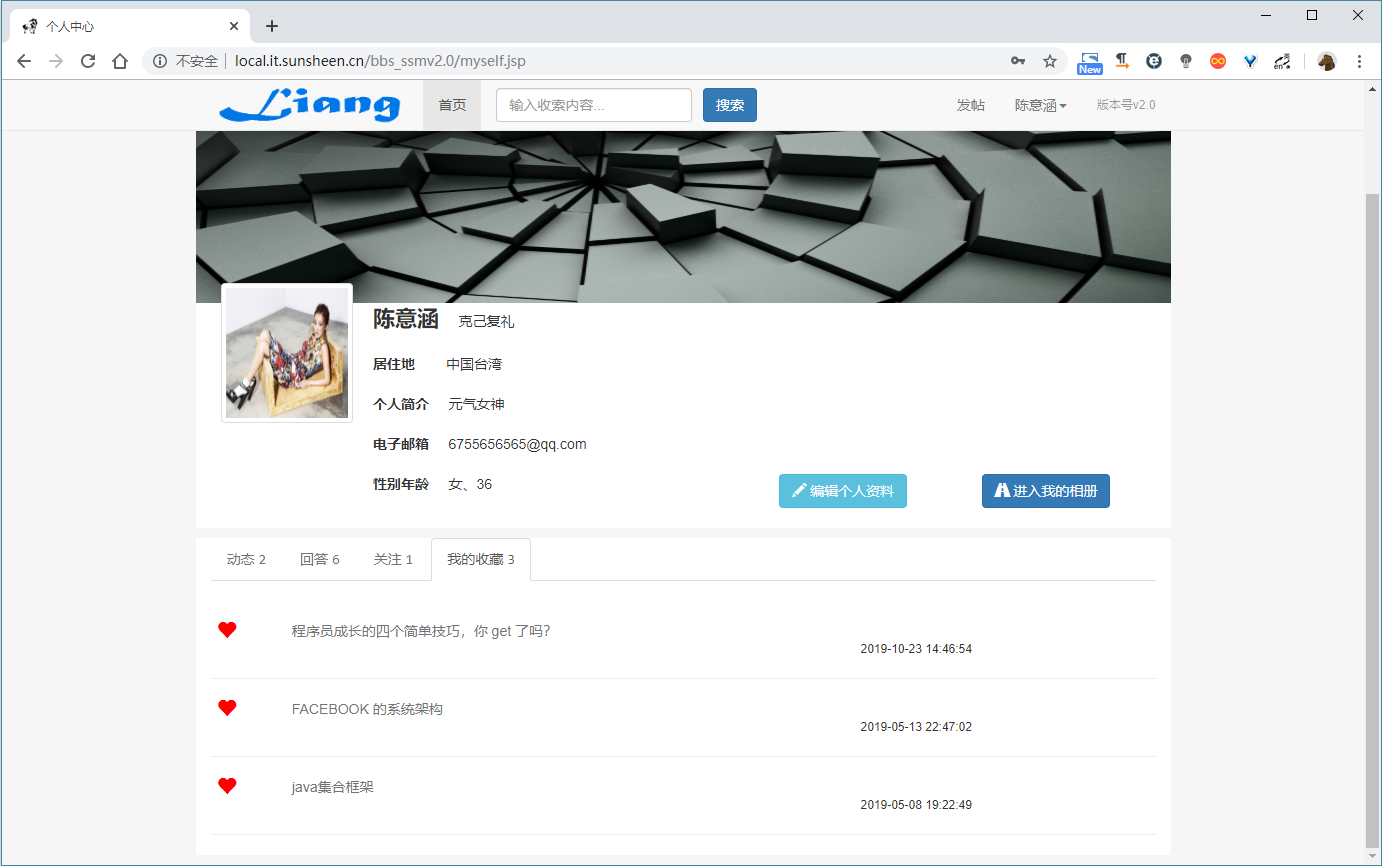 个人中心
不安全 local.it.sunsheen.cn/bbs_ssmv2.0/myself.jsp
New
en
Liang 首页 输入收索内容... 搜索 发帖 陈意涵 版本号v2.0
陈意涵 克己复礼
居住地 中国台湾
个人简介 元气女神
电子邮箱 6755656565@qq.com
性别年龄 女、36 编辑个人资料 进入我的相册
动态 2 回答 6 关注 1 我的收藏 3
程序员成长的四个简单技巧，你 get 了吗?
2019-10-23 14:46:54
FACEBOOK 的系统架构
2019-05-13 22:47:02
java集合框架
2019-05-08 19:22:49